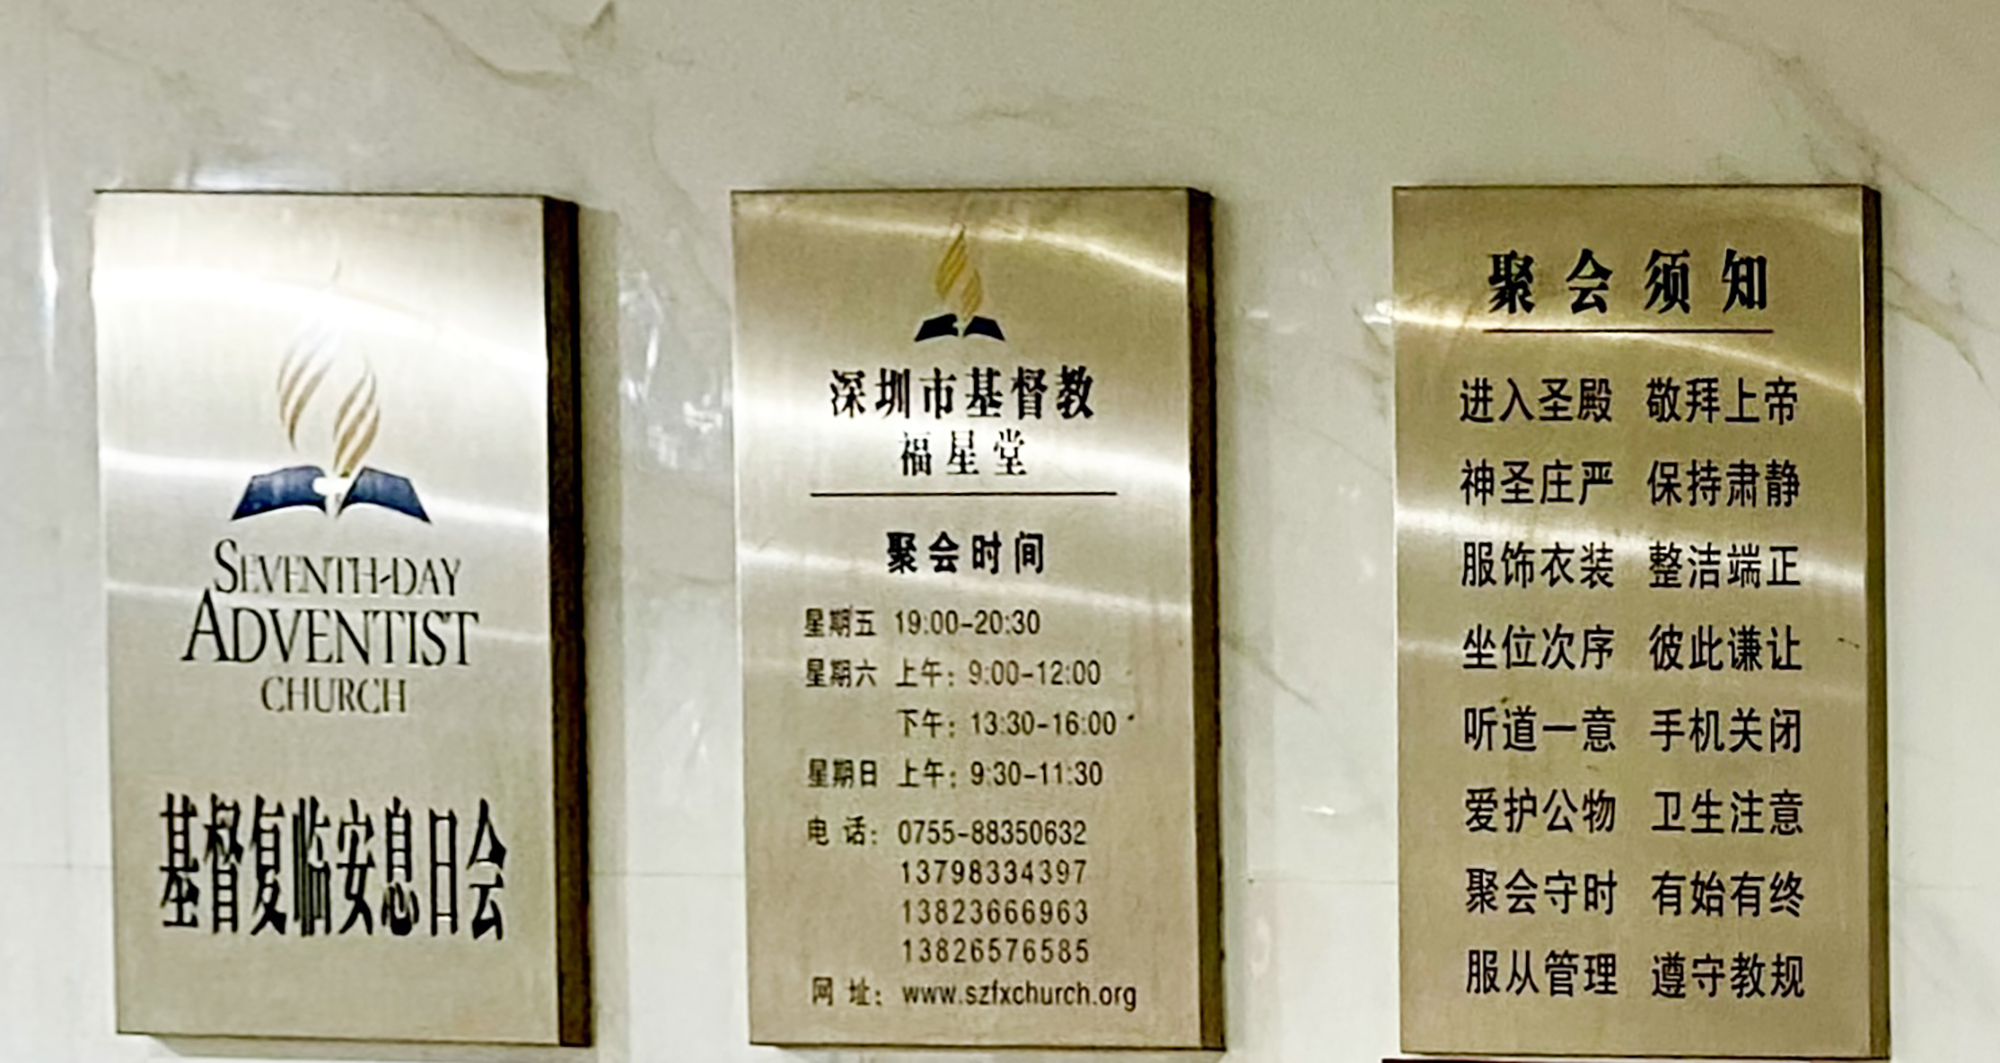 SEVENTH-DAY
ADVENTIST
CHURCH
基督复临安息日会
深圳市基督教
福星堂
聚会时间
星期五 19:00-20:30
星期六 上午: 9:00-12:00
下午: 13:30-16:00
星期日 上午: 9:30-11:30
电 话: 0755-88350632
13798334397
13823666963
13826576585
网 址: www.szfxchurch.org
聚会须知
进入圣殿 敬拜上帝
神圣庄严 保持肃静
服饰衣装 整洁端正
坐位次序 彼此谦让
听道一意 手机关闭
爱护公物 卫生注意
聚会守时 有始有终
服从管理 遵守教规